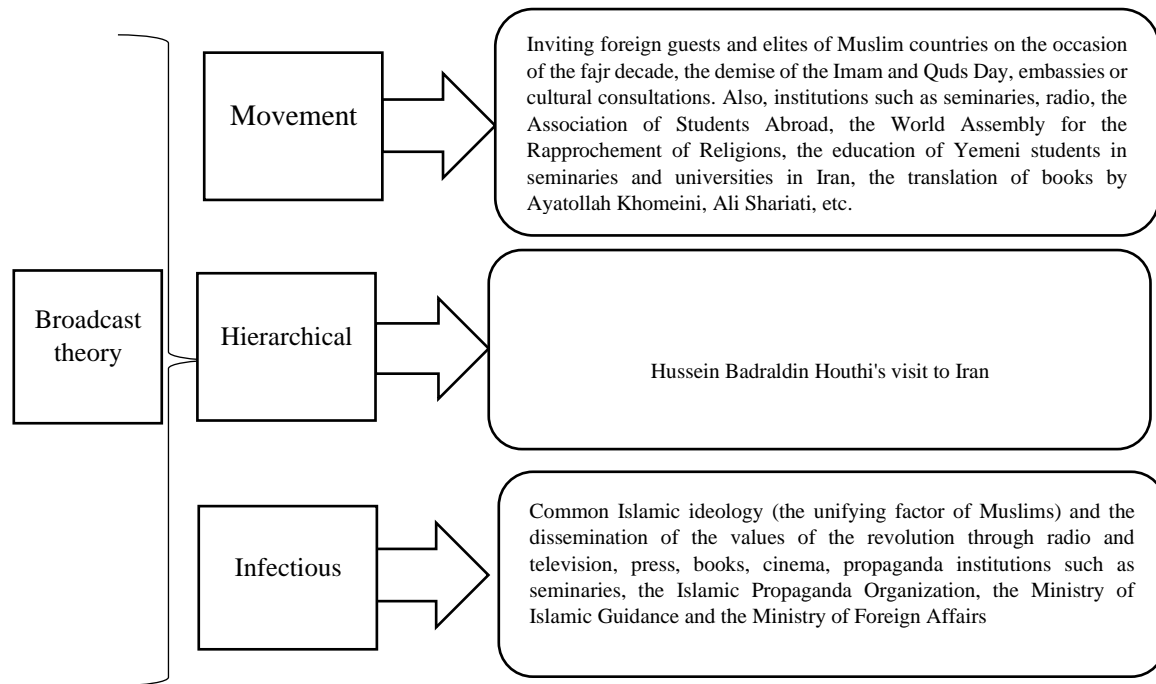 Broadcast
theory
Movement
Inviting foreign guests and elites of Muslim countries on the occasion
of the fajr decade, the demise of the Imam and Quds Day, embassies or
cultural consultations. Also, institutions such as seminaries, radio, the
Association of Students Abroad, the World Assembly for the
Rapprochement of Religions, the education of Yemeni students in
seminaries and universities in Iran, the translation of books by
Ayatollah Khomeini, Ali Shariati, etc.
Hierarchical
Hussein Badraldin Houthi's visit to Iran
Infectious
Common Islamic ideology (the unifying factor of Muslims) and the
dissemination of the values of the revolution through radio and
television, press, books, cinema, propaganda institutions such as
seminaries, the Islamic Propaganda Organization, the Ministry of
Islamic Guidance and the Ministry of Foreign Affairs